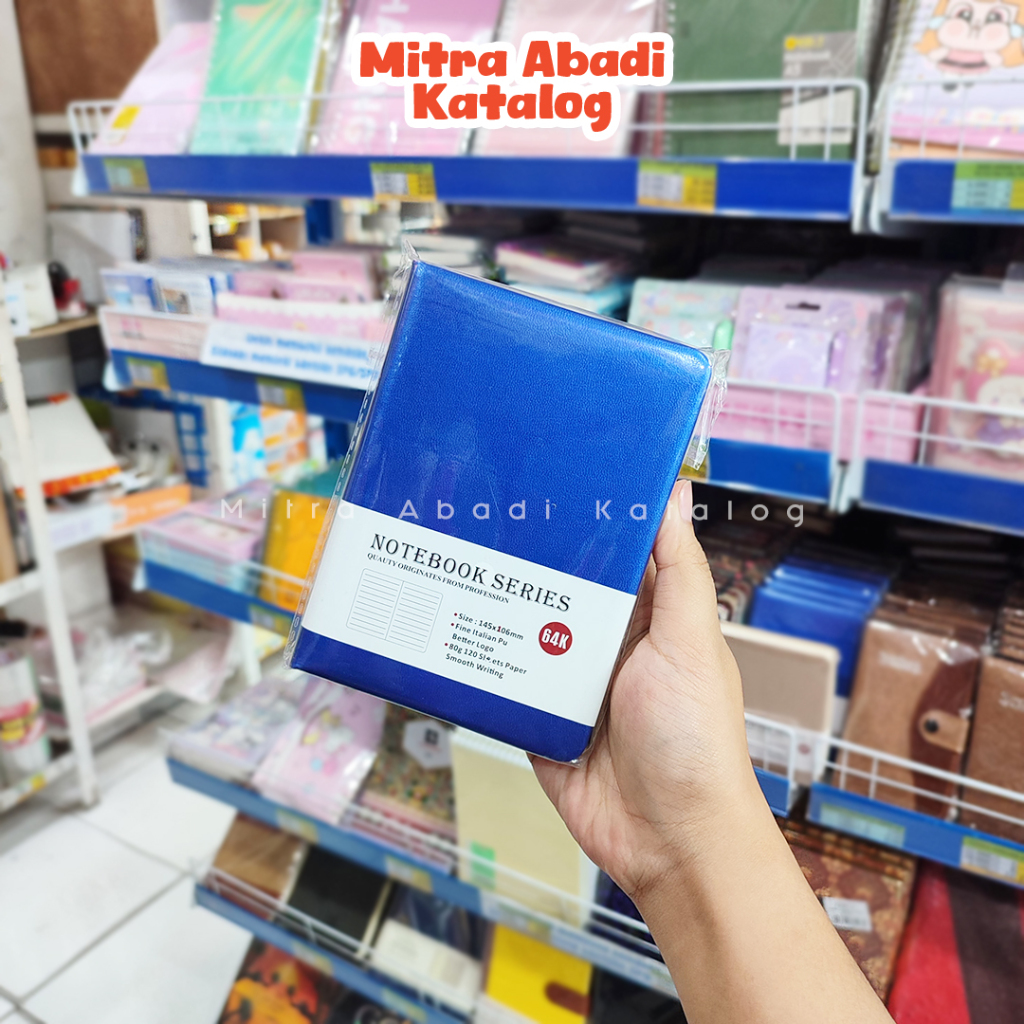 Mitra Abadi
Katalog
Mitra Abadi Katalog
NOTEBOOK SERIES
QUAUTY ORIGINATES FROM PROFESSION
• Size : 145x106mm
• Fine Italian Pu
Better Logo
• 80g 120 Sheets Paper
Smooth Writing
64K